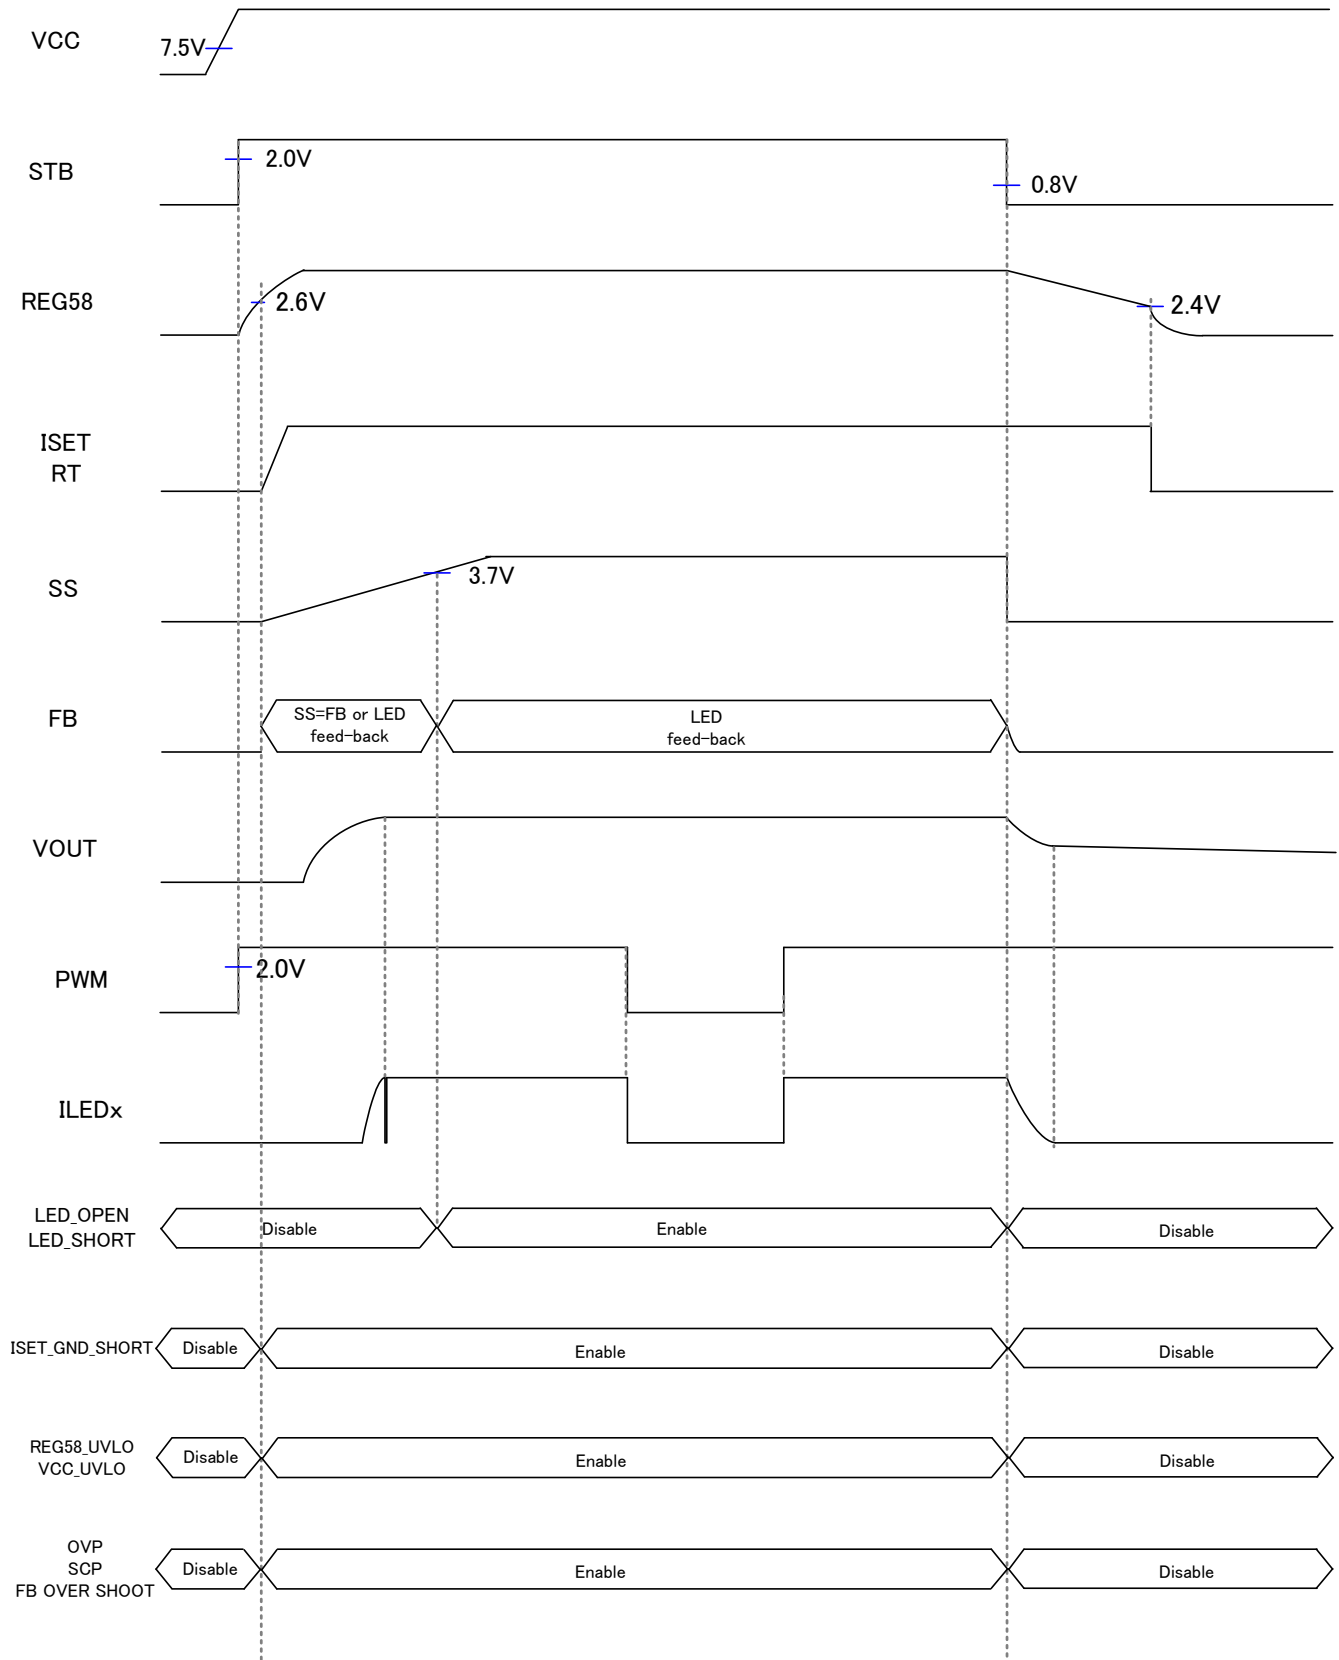 VCC
7.5V
STB
2.0V
0.8V
REG58
2.6V
2.4V
ISET
RT
SS
3.7V
FB
SS=FB or LED
feed-back
LED
feed-back
VOUT
PWM
2.0V
ILEDx
LED_OPEN
LED_SHORT
Disable
Enable
Disable
ISET_GND_SHORT
Disable
Enable
Disable
REG58_UVLO
VCC_UVLO
Disable
Enable
Disable
OVP
SCP
FB OVER SHOOT
Disable
Enable
Disable